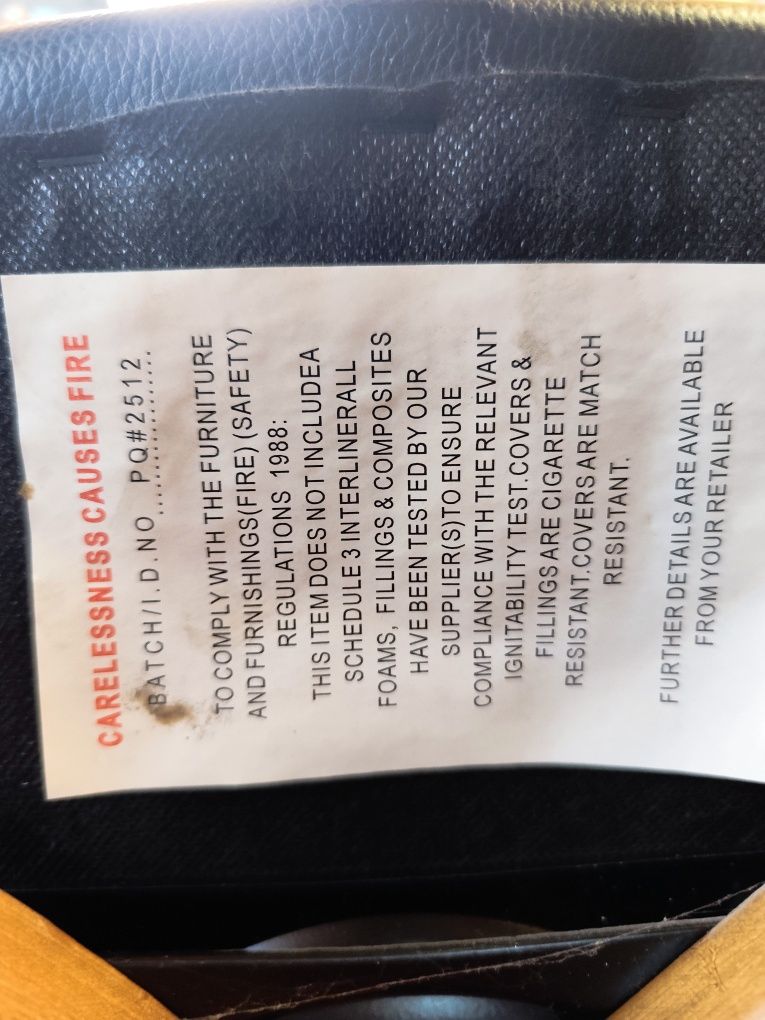 CARELESSNESS CAUSES FIRE
BATCH/I.D.NO PQ#2512
TO COMPLY WITH THE FURNITURE
AND FURNISHINGS(FIRE) (SAFETY)
REGULATIONS 1988:
THIS ITEM DOES NOT INCLUDEA
SCHEDULE 3 INTERLINERALL
FOAMS, FILLINGS & COMPOSITES
HAVE BEEN TESTED BY OUR
SUPPLIER(S)TO ENSURE
COMPLIANCE WITH THE RELEVANT
IGNITABILITY TEST.COVERS &
FILLINGS ARE CIGARETTE
RESISTANT.COVERS ARE MATCH
RESISTANT.
FURTHER DETAILS ARE AVAILABLE
FROM YOUR RETAILER